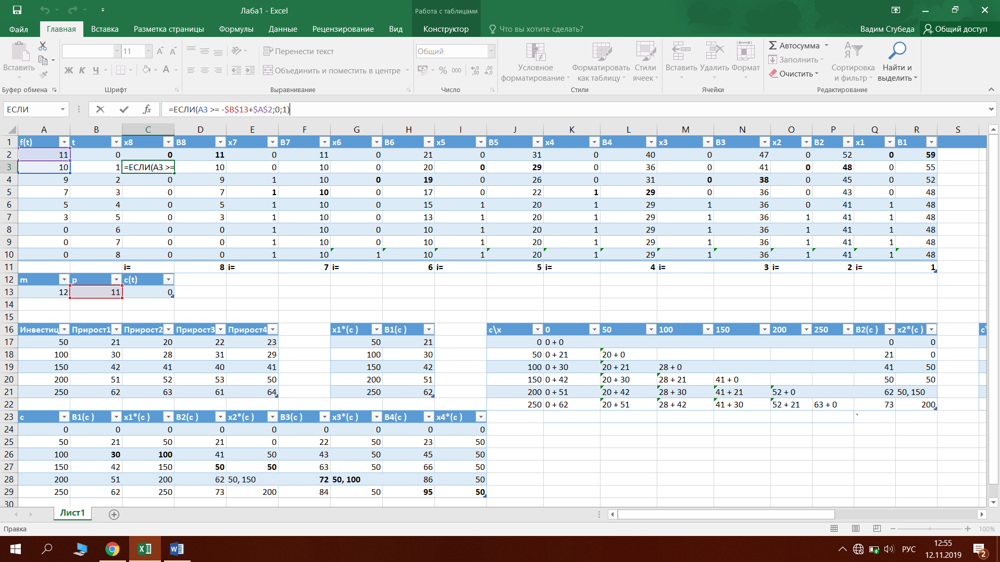 Лаба1 - Excel
Работа с таблицами
Файл Главная Вставка Разметка страницы Формулы Данные Рецензирование Вид Конструктор Что вы хотите сделать? Вадим Стубеда Общий доступ
Вставить
Буфер обмена
11
Ж К Ч
Шрифт
Перенести текст
Объединить и поместить в центре
Выравнивание
Общий
% 000
Число
Условное форматирование
Форматировать как таблицу
Стили ячеек
Стили
Вставить Удалить Формат
Ячейки
Автосумма
Заполнить
Очистить
Сортировка и фильтр
Найти и выделить
Редактирование
ЕСЛИ =ЕСЛИ(A3 >= -$B$13+$A$2;0;1)
A B C D E F G H I J K L M N O P Q R S
1 f(t) t x8 B8 x7 B7 x6 B6 x5 B5 x4 B4 x3 B3 x2 B2 x1 B1
2 11 0 0 11 0 11 0 21 0 31 0 40 0 47 0 52 0 59
3 10 1 =ЕСЛИ(A3 >= 10 0 10 0 20 0 29 0 36 0 41 0 48 0 55
4 9 2 0 9 1 10 0 19 0 26 0 31 0 38 0 45 0 52
5 7 3 0 7 1 10 0 17 0 22 1 29 0 36 0 43 0 48
6 5 4 0 5 1 10 0 15 1 20 1 29 1 36 0 41 1 48
7 3 5 0 3 1 10 0 13 1 20 1 29 1 36 1 41 1 48
8 0 6 0 0 1 10 0 10 1 20 1 29 1 36 1 41 1 48
9 0 7 0 0 1 10 0 10 1 20 1 29 1 36 1 41 1 48
10 0 8 0 0 1 10 1 10 1 20 1 29 1 36 1 41 1 48
11 i= 8 i= 7 i= 6 i= 5 i= 4 i= 3 i= 2 i= 1
12 m p c(t)
13 12 11 0
14
15
16 Инвестиц Прирост1 Прирост2 Прирост3 Прирост4 x1*(c ) B1(c ) c\x 0 50 100 150 200 250 B2(c ) x2*(c ) c\
17 50 21 20 22 23 50 21 0 0 + 0 0 0
18 100 30 28 31 29 100 30 50 0 + 21 20 + 0 21 0
19 150 42 41 40 41 150 42 100 0 + 30 20 + 21 28 + 0 41 50
20 200 51 52 53 50 200 51 150 0 + 42 20 + 30 28 + 21 41 + 0 50 50
21 250 62 63 61 64 250 62 200 0 + 51 20 + 42 28 + 30 41 + 21 52 + 0 62 50, 150
22 250 0 + 62 20 + 51 28 + 42 41 + 30 52 + 21 63 + 0 73 200
23 c B1(c ) x1*(c ) B2(c ) x2*(c ) B3(c ) x3*(c ) B4(c ) x4*(c ) `
24 0 0 0 0 0 0 0 0 0
25 50 21 50 21 0 22 50 23 50
26 100 30 100 41 50 43 50 45 50
27 150 42 150 50 50 63 50 66 50
28 200 51 200 62 50, 150 72 50, 100 86 50
29 250 62 250 73 200 84 50 95 50
30
Лист1
Правка 100%
РУС 12:55
12.11.2019
2